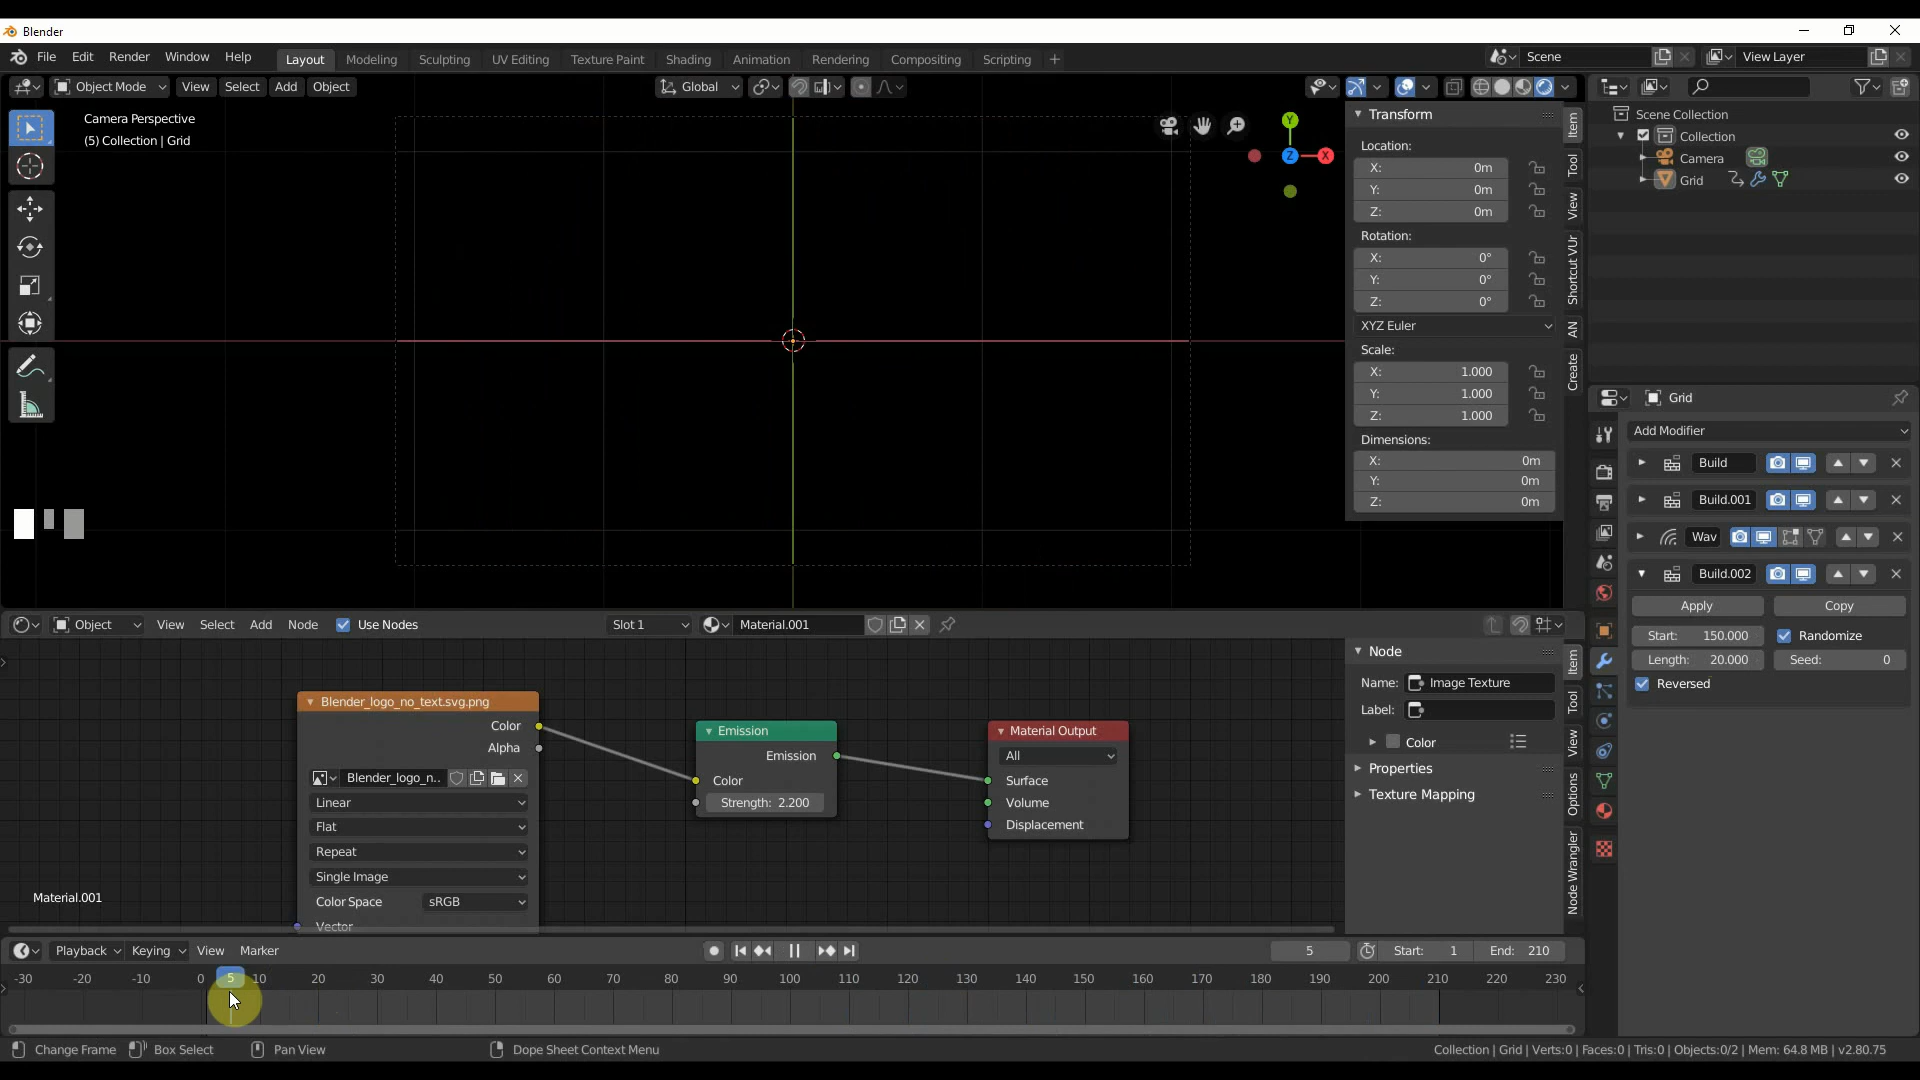 Blender
File Edit Render Window Help
Layout Modeling Sculpting UV Editing Texture Paint Shading Animation Rendering Compositing Scripting +
Scene
View Layer
Object Mode View Select Add Object
Global
Camera Perspective
(5) Collection | Grid
Y
Z
X
Transform
Location:
X: 0m
Y: 0m
Z: 0m
Rotation:
X: 0°
Y: 0°
Z: 0°
XYZ Euler
Scale:
X: 1.000
Y: 1.000
Z: 1.000
Dimensions:
X: 0m
Y: 0m
Z: 0m
Item
Tool
View
Shortcut VUr
AN
Create
Scene Collection
Collection
Camera
Grid
Grid
Add Modifier
Build
Build.001
Wav
Build.002
Apply Copy
Start: 150.000 Randomize
Length: 20.000 Seed: 0
Reversed
Object View Select Add Node Use Nodes
Slot 1
Material.001
Blender_logo_no_text.svg.png
Color
Alpha
Blender_logo_n..
Linear
Flat
Repeat
Single Image
Color Space sRGB
Vector
Emission
Emission
Color
Strength: 2.200
Material Output
All
Surface
Volume
Displacement
Material.001
Node
Name: Image Texture
Label:
Color
Properties
Texture Mapping
Item
Tool
View
Options
Node Wrangler
Playback Keying View Marker
5 Start: 1 End: 210
-30 -20 -10 0 5 10 20 30 40 50 60 70 80 90 100 110 120 130 140 150 160 170 180 190 200 210 220 230
Change Frame Box Select Pan View Dope Sheet Context Menu
Collection | Grid | Verts:0 | Faces:0 | Tris:0 | Objects:0/2 | Mem: 64.8 MB | v2.80.75